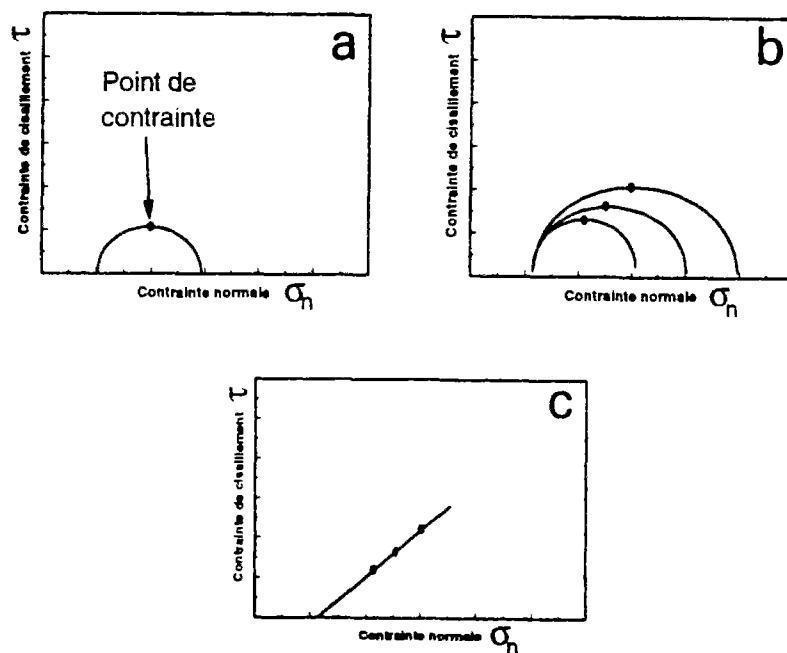 a
Contrainte de cisaillement τ
Point de
contrainte
Contrainte normale σn
b
Contrainte de cisaillement τ
Contrainte normale σn
c
Contrainte de cisaillement τ
Contrainte normale σn